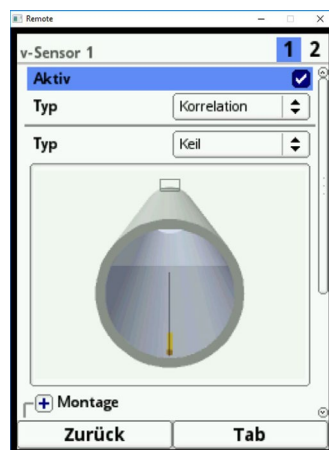 Remote
v-Sensor 1
1 2
Aktiv
Typ Korrelation
Typ Keil
Montage
Zurück Tab